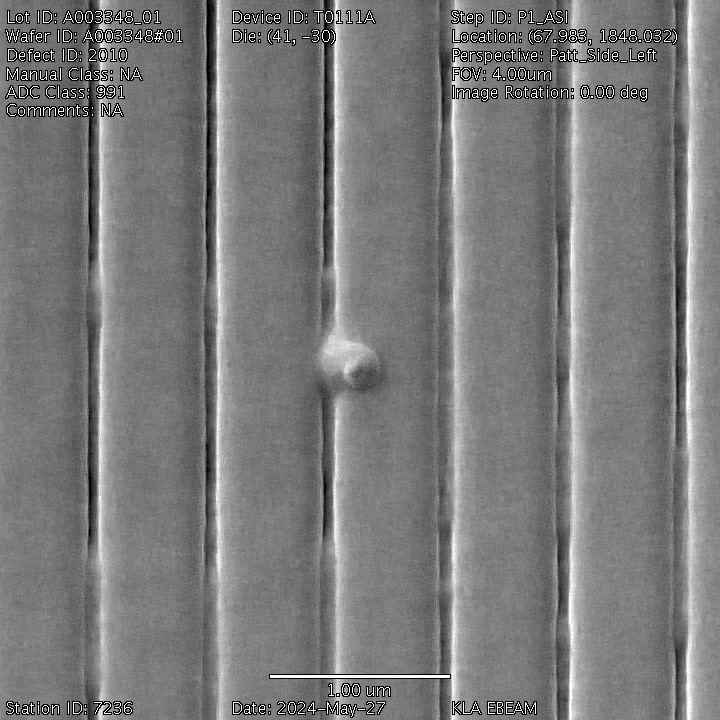 Lot ID: A003348_01
Wafer ID: A003348#01
Defect ID: 2010
Manual Class: NA
ADC Class: 991
Comments: NA
Device ID: T0111A
Die: (41, -30)
Step ID: P1_ASI
Location: (67.983, 1848.032)
Perspective: Patt_Side_Left
FOV: 4.00um
Image Rotation: 0.00 deg
1.00 um
Station ID: 7236
Date: 2024-May-27
KLA EBEAM